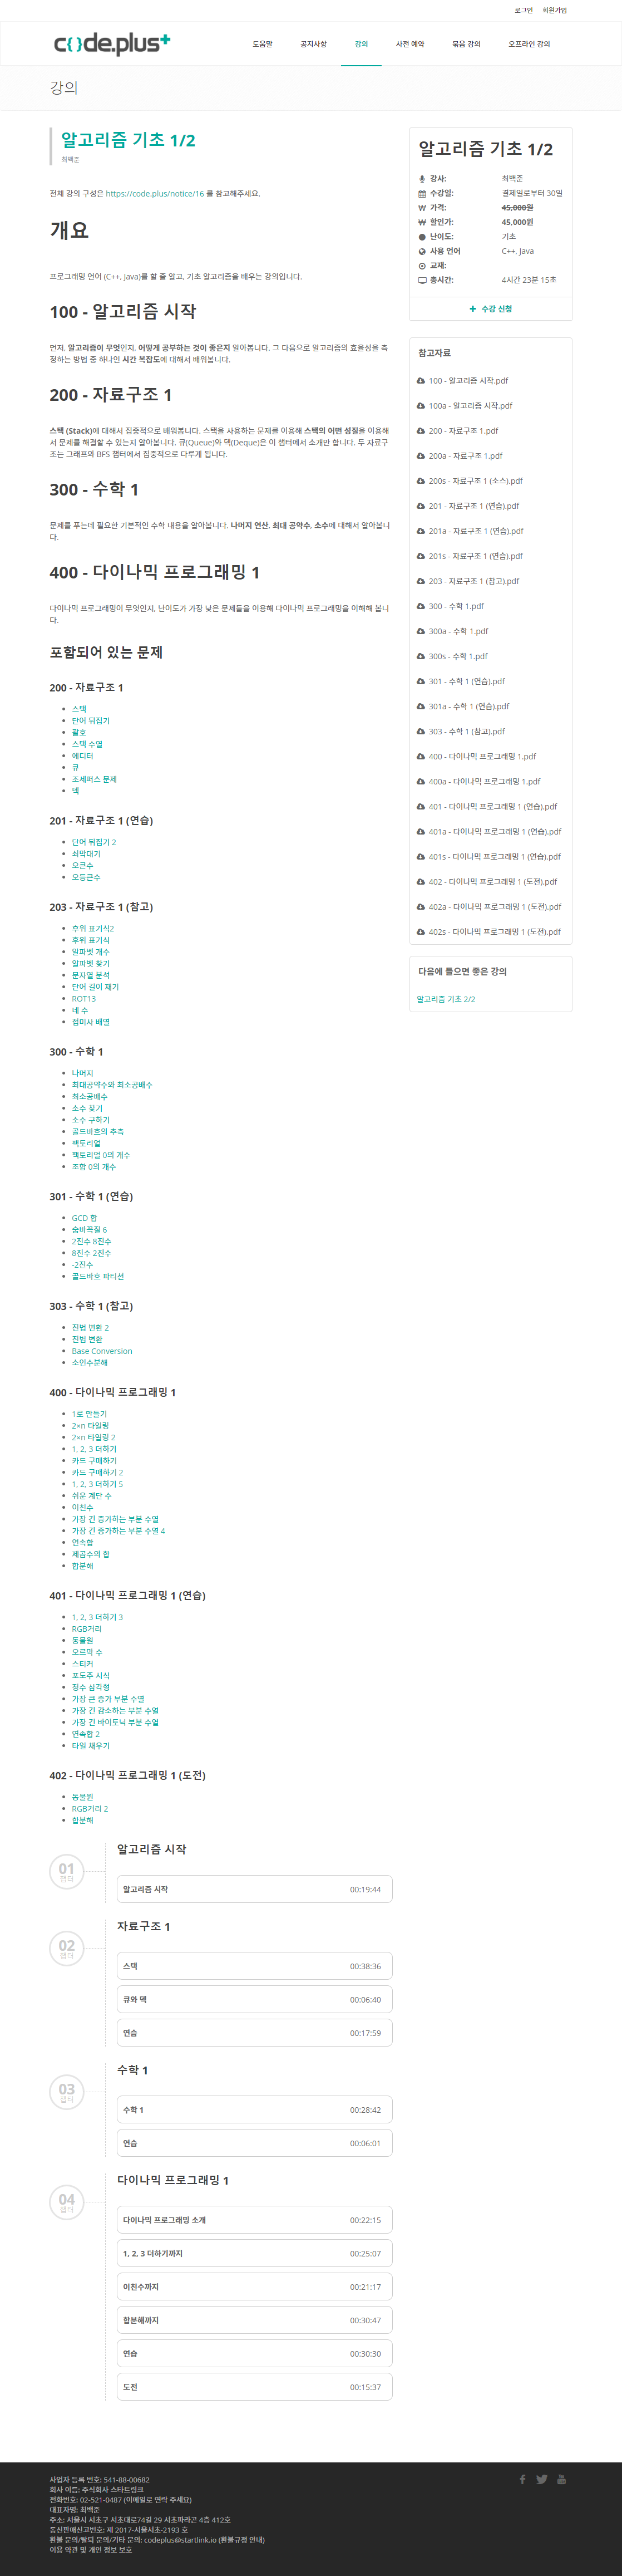 로그인 회원가입
code.plus+
도움말 공지사항 강의 사전 예약 묶음 강의 오프라인 강의
강의
알고리즘 기초 1/2
최백준
전체 강의 구성은 https://code.plus/notice/16 를 참고해주세요.
개요
프로그래밍 언어 (C++, Java)를 할 줄 알고, 기초 알고리즘을 배우는 강의입니다.
100 - 알고리즘 시작
먼저, 알고리즘이 무엇인지, 어떻게 공부하는 것이 좋은지 알아봅니다. 그 다음으로 알고리즘의 효율성을 측
정하는 방법 중 하나인 시간 복잡도에 대해서 배워봅니다.
200 - 자료구조 1
스택 (Stack)에 대해서 집중적으로 배워봅니다. 스택을 사용하는 문제를 이용해 스택의 어떤 성질을 이용해
서 문제를 해결할 수 있는지 알아봅니다. 큐(Queue)와 덱(Deque)은 이 챕터에서 소개만 합니다. 두 자료구
조는 그래프와 BFS 챕터에서 집중적으로 다루게 됩니다.
300 - 수학 1
문제를 푸는데 필요한 기본적인 수학 내용을 알아봅니다. 나머지 연산, 최대 공약수, 소수에 대해서 알아봅니
다.
400 - 다이나믹 프로그래밍 1
다이나믹 프로그래밍이 무엇인지, 난이도가 가장 낮은 문제들을 이용해 다이나믹 프로그래밍을 이해해 봅니
다.
포함되어 있는 문제
200 - 자료구조 1
스택
단어 뒤집기
괄호
스택 수열
에디터
큐
조세퍼스 문제
덱
201 - 자료구조 1 (연습)
단어 뒤집기 2
쇠막대기
오큰수
오등큰수
203 - 자료구조 1 (참고)
후위 표기식2
후위 표기식
알파벳 개수
알파벳 찾기
문자열 분석
단어 길이 재기
ROT13
네 수
접미사 배열
300 - 수학 1
나머지
최대공약수와 최소공배수
최소공배수
소수 찾기
소수 구하기
골드바흐의 추측
팩토리얼
팩토리얼 0의 개수
조합 0의 개수
301 - 수학 1 (연습)
GCD 합
숨바꼭질 6
2진수 8진수
8진수 2진수
-2진수
골드바흐 파티션
303 - 수학 1 (참고)
진법 변환 2
진법 변환
Base Conversion
소인수분해
400 - 다이나믹 프로그래밍 1
1로 만들기
2×n 타일링
2×n 타일링 2
1, 2, 3 더하기
카드 구매하기
카드 구매하기 2
1, 2, 3 더하기 5
쉬운 계단 수
이친수
가장 긴 증가하는 부분 수열
가장 긴 증가하는 부분 수열 4
연속합
제곱수의 합
합분해
401 - 다이나믹 프로그래밍 1 (연습)
1, 2, 3 더하기 3
RGB거리
동물원
오르막 수
스티커
포도주 시식
정수 삼각형
가장 큰 증가 부분 수열
가장 긴 감소하는 부분 수열
가장 긴 바이토닉 부분 수열
연속합 2
타일 채우기
402 - 다이나믹 프로그래밍 1 (도전)
동물원
RGB거리 2
합분해
01
챕터
알고리즘 시작
알고리즘 시작 00:19:44
02
챕터
자료구조 1
스택 00:38:36
큐와 덱 00:06:40
연습 00:17:59
03
챕터
수학 1
수학 1 00:28:42
연습 00:06:01
04
챕터
다이나믹 프로그래밍 1
다이나믹 프로그래밍 소개 00:22:15
1, 2, 3 더하기까지 00:25:07
이친수까지 00:21:17
합분해까지 00:30:47
연습 00:30:30
도전 00:15:37
알고리즘 기초 1/2
강사: 최백준
수강일: 결제일로부터 30일
가격: 45,000원
할인가: 45,000원
난이도: 기초
사용 언어 C++, Java
교재:
총시간: 4시간 23분 15초
수강 신청
참고자료
100 - 알고리즘 시작.pdf
100a - 알고리즘 시작.pdf
200 - 자료구조 1.pdf
200a - 자료구조 1.pdf
200s - 자료구조 1 (소스).pdf
201 - 자료구조 1 (연습).pdf
201a - 자료구조 1 (연습).pdf
201s - 자료구조 1 (연습).pdf
203 - 자료구조 1 (참고).pdf
300 - 수학 1.pdf
300a - 수학 1.pdf
300s - 수학 1.pdf
301 - 수학 1 (연습).pdf
301a - 수학 1 (연습).pdf
303 - 수학 1 (참고).pdf
400 - 다이나믹 프로그래밍 1.pdf
400a - 다이나믹 프로그래밍 1.pdf
401 - 다이나믹 프로그래밍 1 (연습).pdf
401a - 다이나믹 프로그래밍 1 (연습).pdf
401s - 다이나믹 프로그래밍 1 (연습).pdf
402 - 다이나믹 프로그래밍 1 (도전).pdf
402a - 다이나믹 프로그래밍 1 (도전).pdf
402s - 다이나믹 프로그래밍 1 (도전).pdf
다음에 들으면 좋은 강의
알고리즘 기초 2/2
사업자 등록 번호: 541-88-00682
회사 이름: 주식회사 스타트링크
전화번호: 02-521-0487 (이메일로 연락 주세요)
대표자명: 최백준
주소: 서울시 서초구 서초대로74길 29 서초파라곤 4층 412호
통신판매신고번호: 제 2017-서울서초-2193 호
환불 문의/탈퇴 문의/기타 문의: codeplus@startlink.io (환불규정 안내)
이용 약관 및 개인 정보 보호